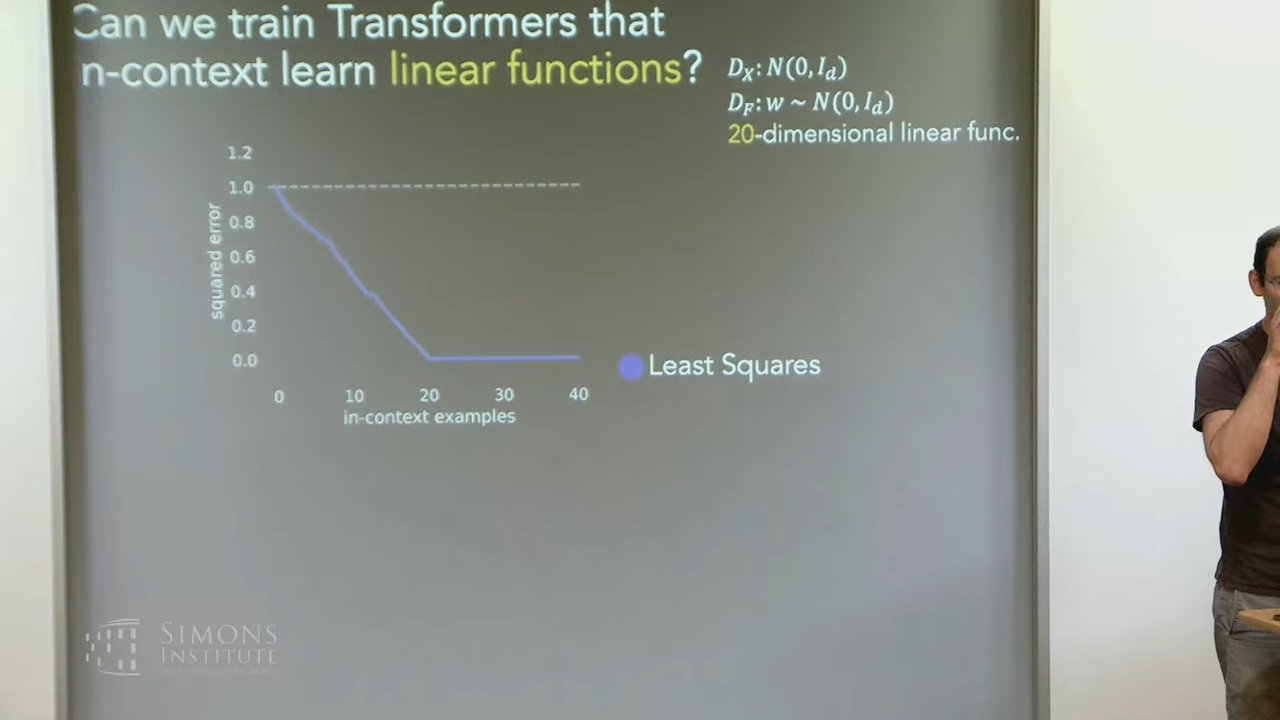 Can we train Transformers that
n-context learn linear functions?
D_X: N(0, I_d)
D_F: w ~ N(0, I_d)
20-dimensional linear func.
1.2
1.0
0.8
0.6
0.4
0.2
0.0
squared error
0 10 20 30 40
in-context examples
Least Squares
SIMONS
INSTITUTE